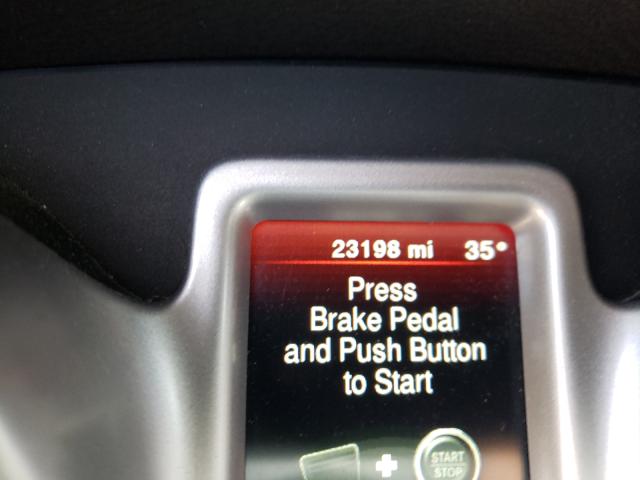 23198 mi 35°
Press
Brake Pedal
and Push Button
to Start
START
STOP